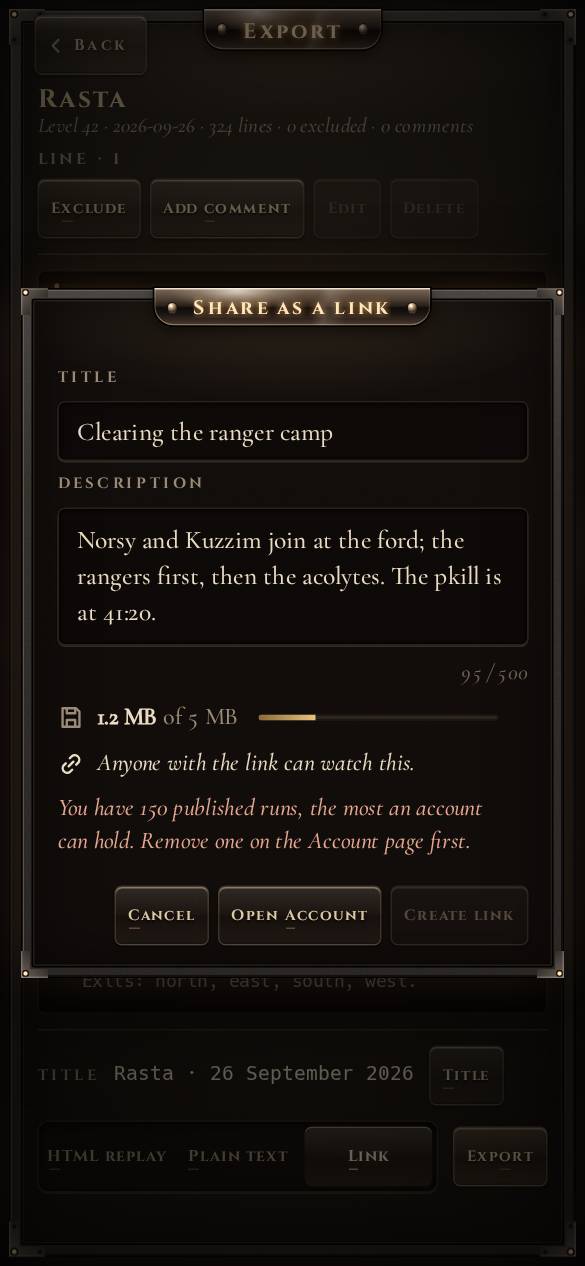 Export
Back
Rasta
Level 42 · 2026-09-26 · 324 lines · 0 excluded · 0 comments
LINE · 1
Exclude
Add comment
Edit
Delete
Share as a link
TITLE
Clearing the ranger camp
DESCRIPTION
Norsy and Kuzzim join at the ford; the
rangers first, then the acolytes. The pkill is
at 41:20.
95/500
1.2 MB of 5 MB
Anyone with the link can watch this.
You have 150 published runs, the most an account
can hold. Remove one on the Account page first.
Cancel
Open Account
Create link
Exits: north, east, south, west.
TITLE Rasta · 26 September 2026 Title
HTML replay
Plain text
Link
Export